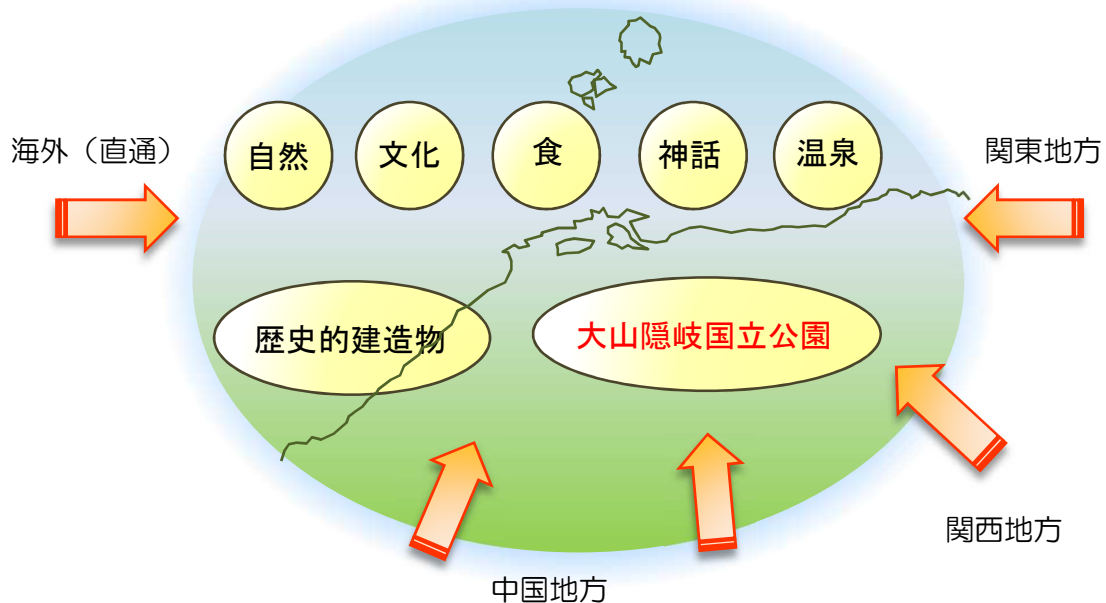 海外（直通）
自然
文化
食
神話
温泉
関東地方
歴史的建造物
大山隠岐国立公園
関西地方
中国地方